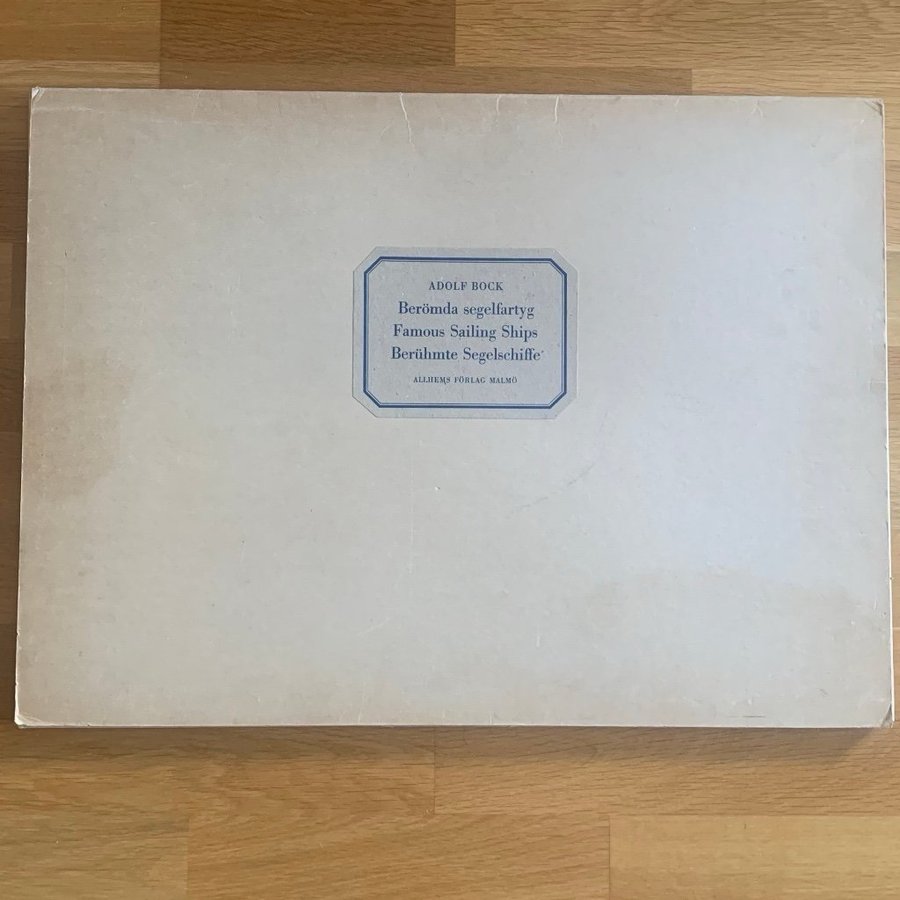 ADOLF BOCK
Berömda segelfartyg
Famous Sailing Ships
Berühmte Segelschiffe
ALLHEMS FÖRLAG MALMÖ